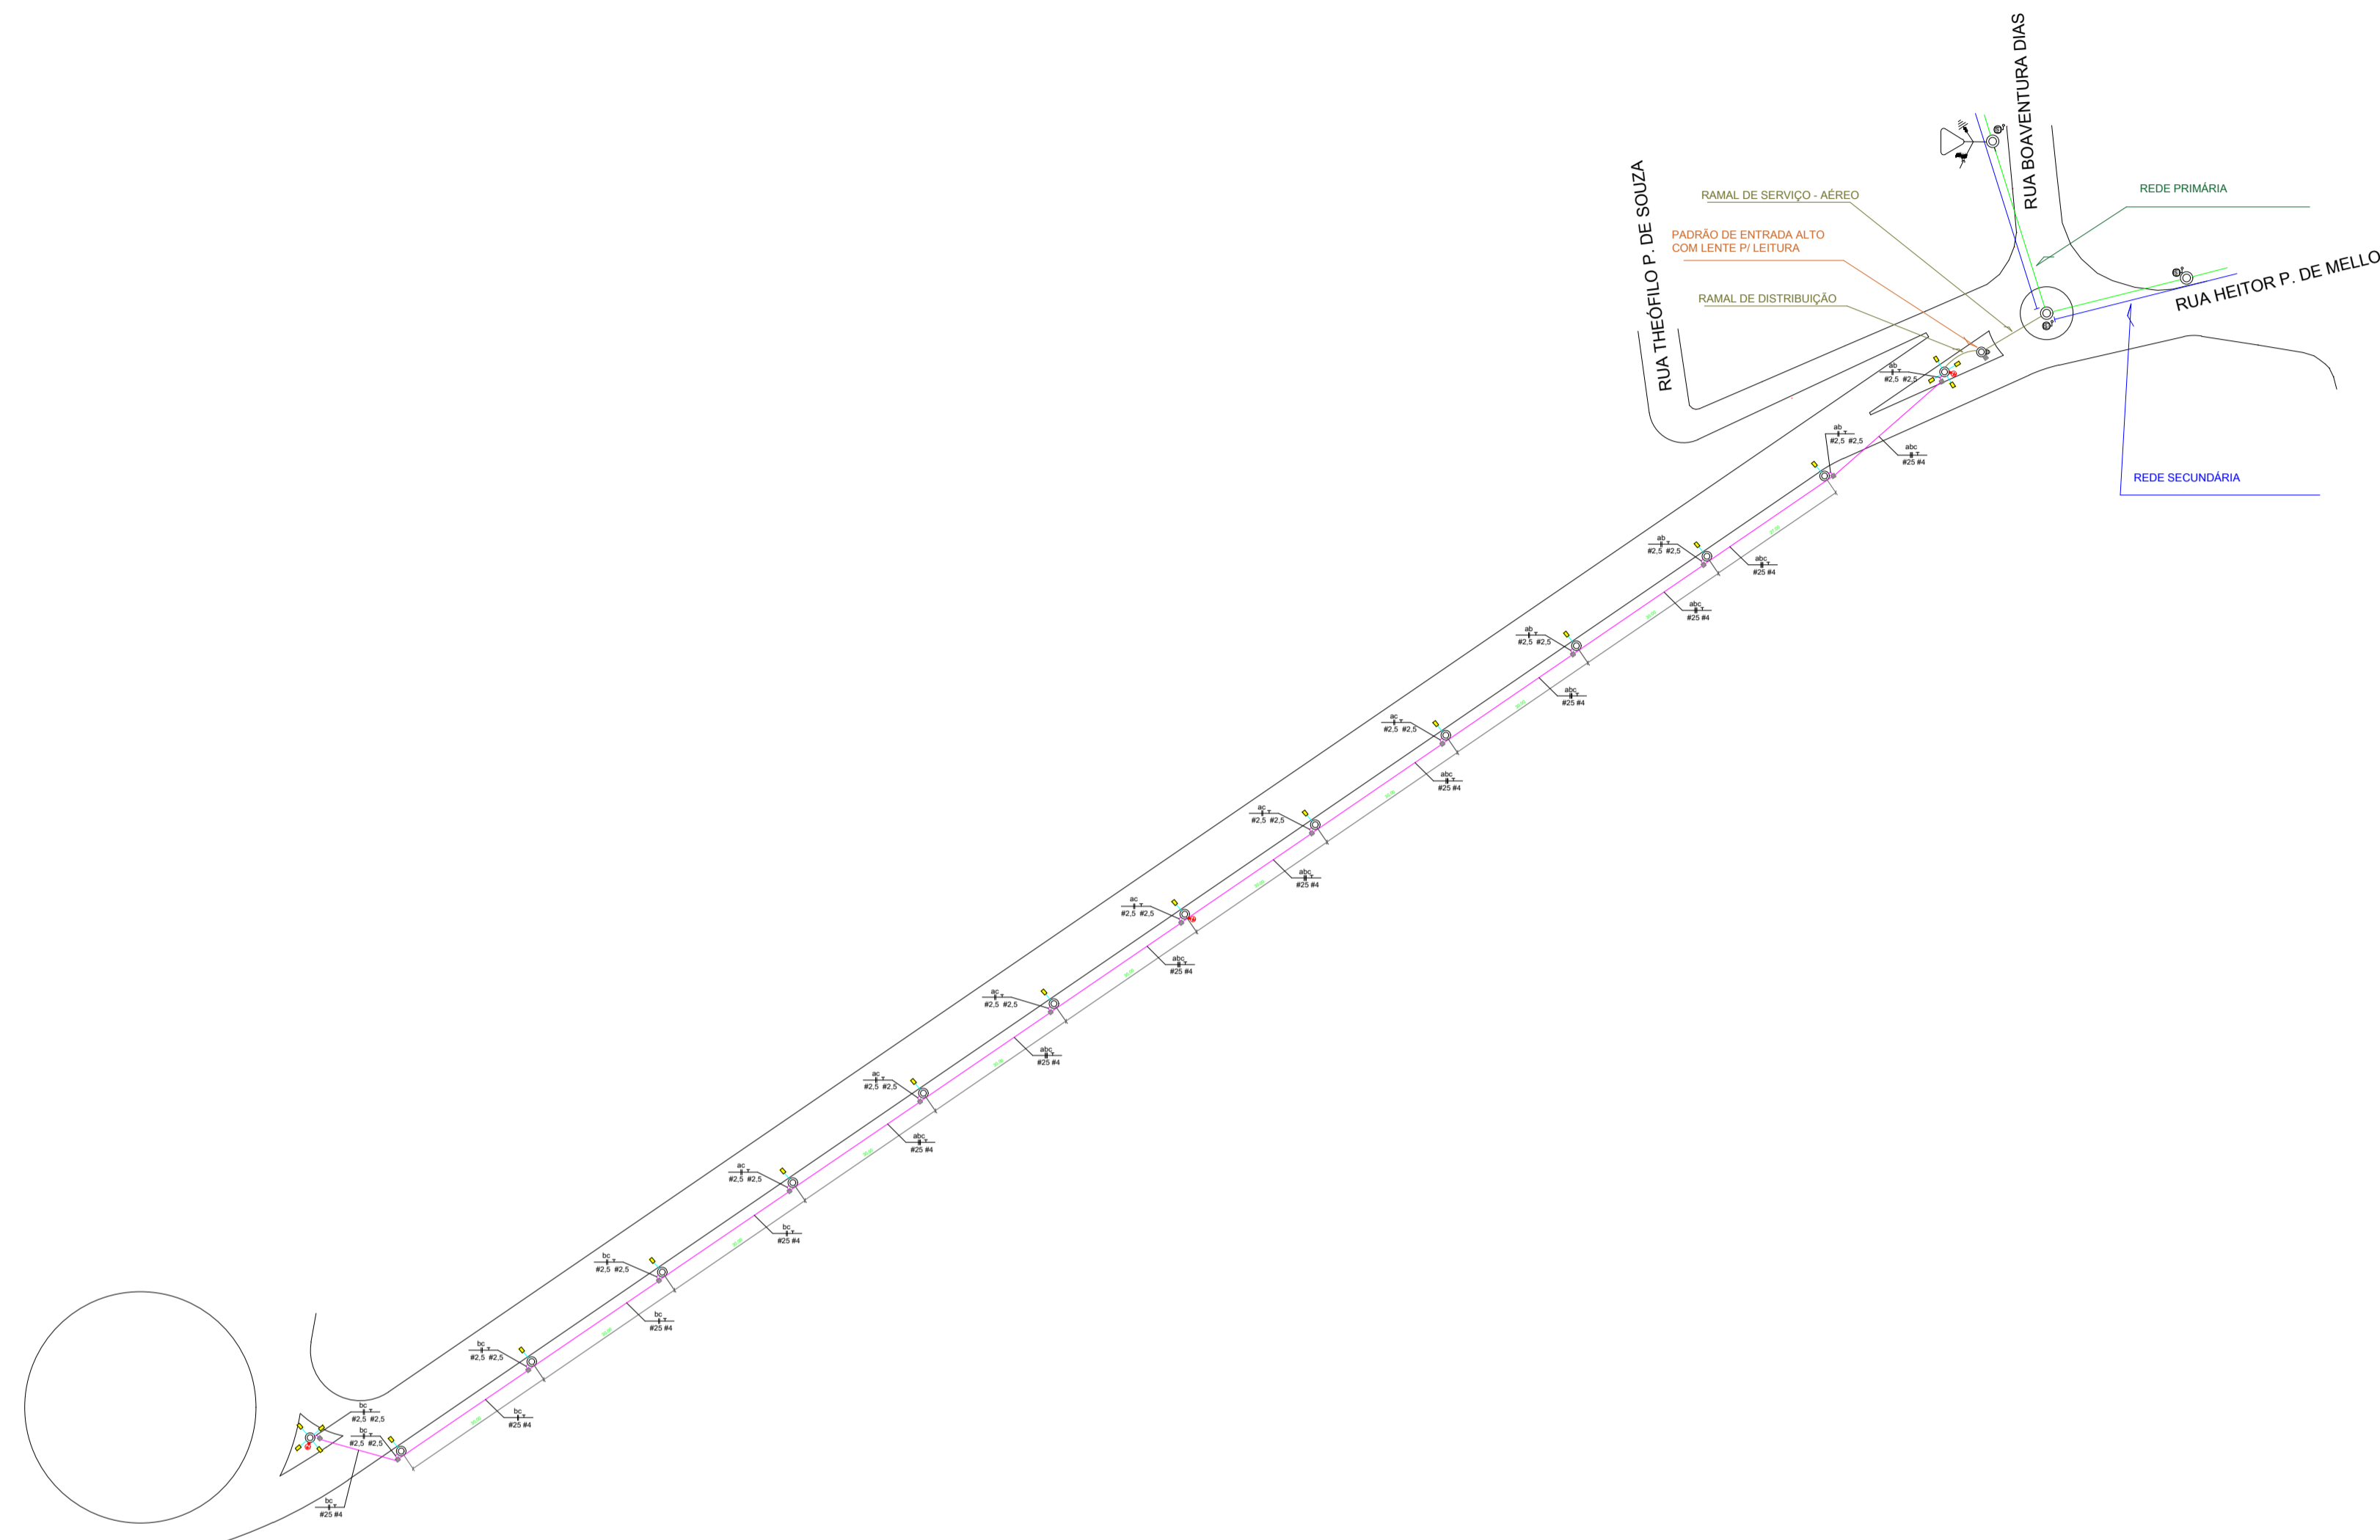 RUA BOAVENTURA DIAS
RUA THEÓFILO P. DE SOUZA
RAMAL DE SERVIÇO - AÉREO
REDE PRIMÁRIA
PADRÃO DE ENTRADA ALTO
COM LENTE P/ LEITURA
RUA HEITOR P. DE MELLO
RAMAL DE DISTRIBUIÇÃO
ab
#2,5 #2,5
ab
#2,5 #2,5
abc
#25 #4
REDE SECUNDÁRIA
ab
#2,5 #2,5
abc
#25 #4
abc
#25 #4
ab
#2,5 #2,5
abc
#25 #4
ac
#2,5 #2,5
abc
#25 #4
ac
#2,5 #2,5
abc
#25 #4
ac
#2,5 #2,5
abc
#25 #4
ac
#2,5 #2,5
abc
#25 #4
ac
#2,5 #2,5
abc
#25 #4
ac
#2,5 #2,5
bc
#25 #4
bc
#2,5 #2,5
bc
#25 #4
bc
#2,5 #2,5
bc
#25 #4
bc
#2,5 #2,5
bc
#2,5 #2,5
bc
#25 #4